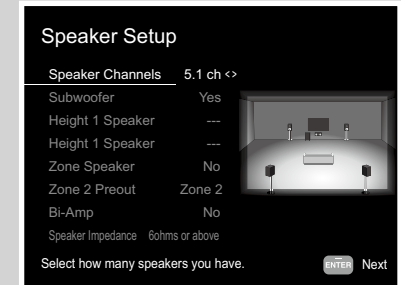 Speaker Setup
Speaker Channels 5.1 ch <>
Subwoofer Yes
Height 1 Speaker ---
Height 1 Speaker ---
Zone Speaker No
Zone 2 Preout Zone 2
Bi-Amp No
Speaker Impedance 6ohms or above
Select how many speakers you have. ENTER Next